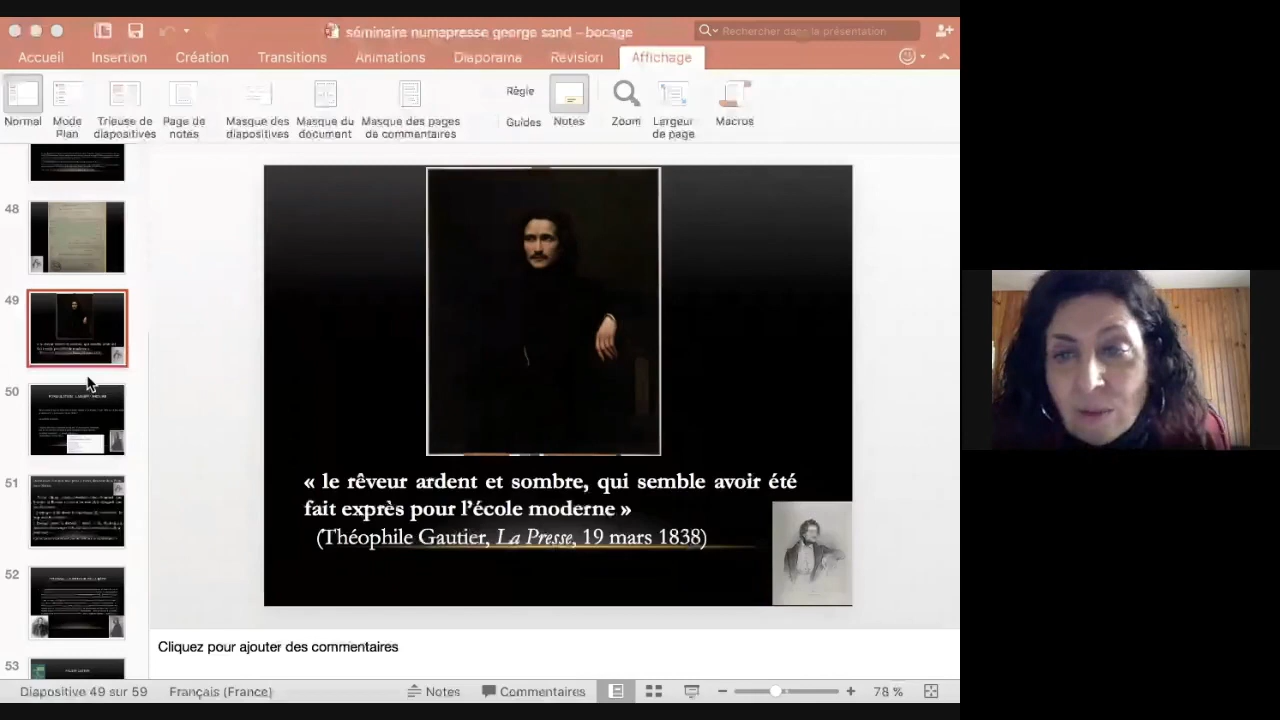 séminaire numapresse george sand – bocage
Rechercher dans la présentation
Accueil Insertion Création Transitions Animations Diaporama Révision Affichage
Normal
Mode Plan
Trieuse de diapositives
Page de notes
Masque des diapositives
Masque du document
Masque des pages de commentaires
Règle
Guides
Notes
Zoom
Largeur de page
Macros
48
49
50
51
52
53
« le rêveur ardent et sombre, qui semble avoir été
fait exprès pour l'école moderne »
(Théophile Gautier, La Presse, 19 mars 1838)
Cliquez pour ajouter des commentaires
Diapositive 49 sur 59 Français (France) Notes Commentaires 78 %